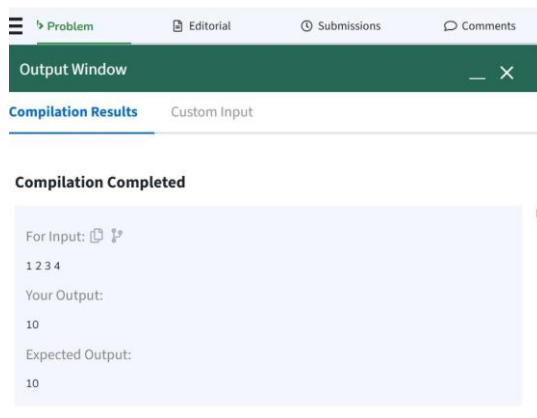 Problem Editorial Submissions Comments
Output Window
Compilation Results Custom Input
Compilation Completed
For Input:
1 2 3 4
Your Output:
10
Expected Output:
10